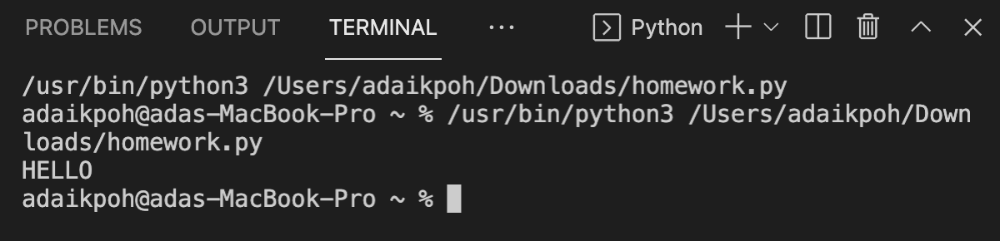 PROBLEMS OUTPUT TERMINAL ... Python
/usr/bin/python3 /Users/adaikpoh/Downloads/homework.py
adaikpoh@adas-MacBook-Pro ~ % /usr/bin/python3 /Users/adaikpoh/Down
loads/homework.py
HELLO
adaikpoh@adas-MacBook-Pro ~ %